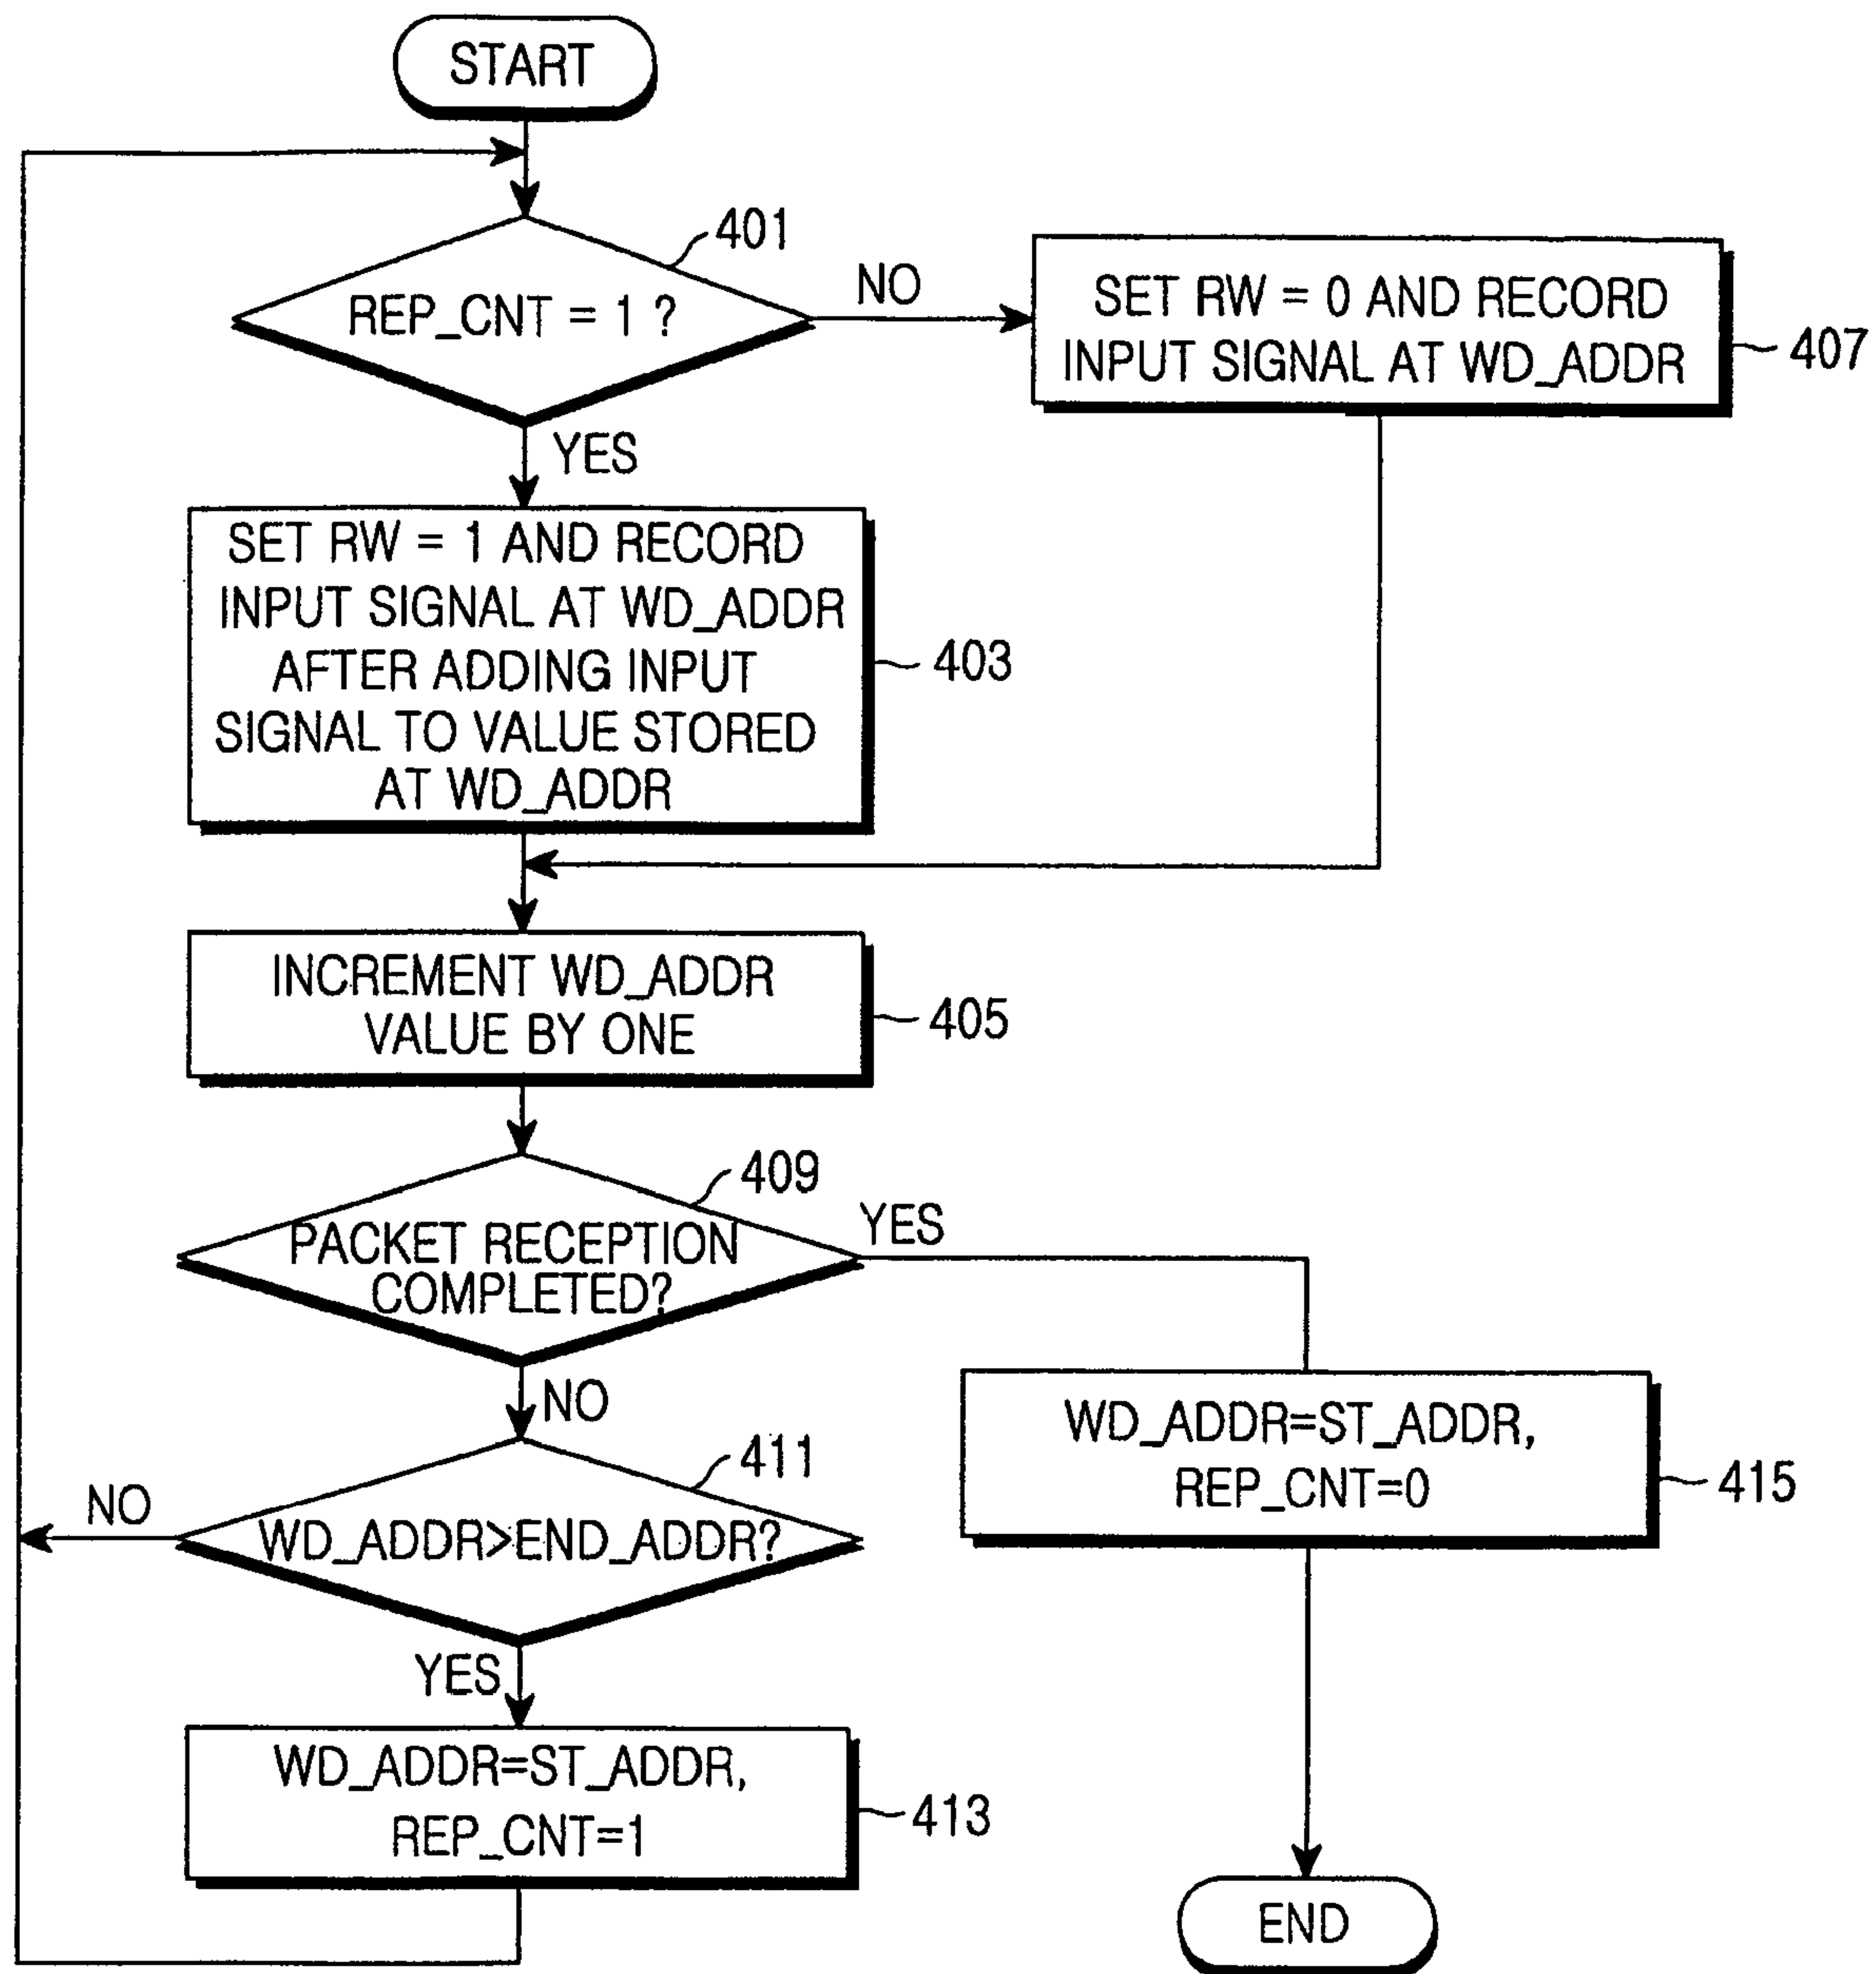 START
401
REP_CNT = 1 ?
NO
SET RW = 0 AND RECORD
INPUT SIGNAL AT WD_ADDR
407
YES
SET RW = 1 AND RECORD
INPUT SIGNAL AT WD_ADDR
AFTER ADDING INPUT
SIGNAL TO VALUE STORED
AT WD_ADDR
403
INCREMENT WD_ADDR
VALUE BY ONE
405
409
PACKET RECEPTION
COMPLETED?
YES
NO
411
WD_ADDR>END_ADDR?
NO
WD_ADDR=ST_ADDR,
REP_CNT=0
415
YES
WD_ADDR=ST_ADDR,
REP_CNT=1
413
END